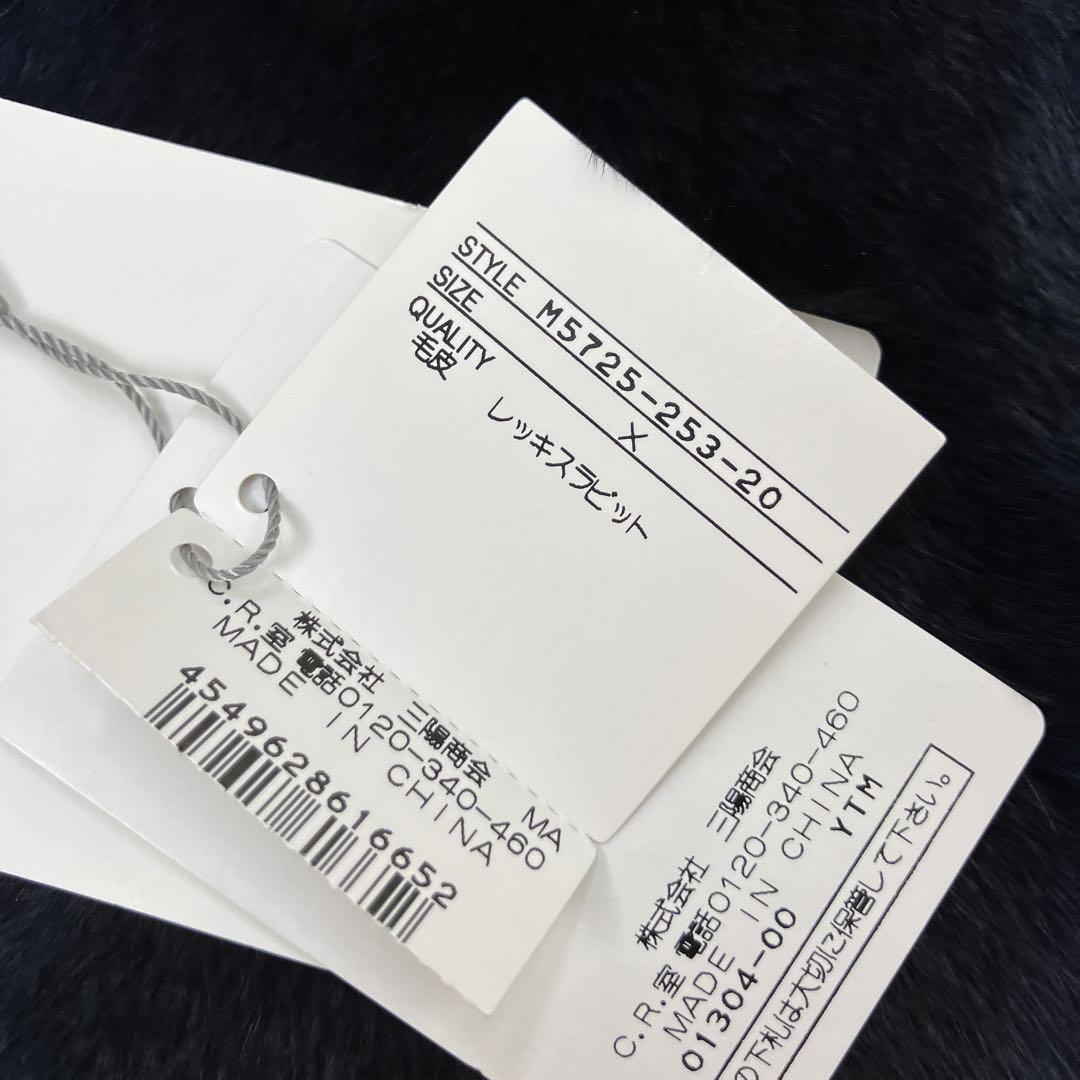 STYLE M5725-253-20
SIZE X
QUALITY
毛皮
レッキスラビット
株式会社 三陽商会 MA
C.R.室 電話0120-340-460
MADE IN CHINA
4549628616652
株式会社 三陽商会
C.R.室 電話0120-340-460
MADE IN CHINA
01304-00 YTM
の下札は大切に保管して下さい。